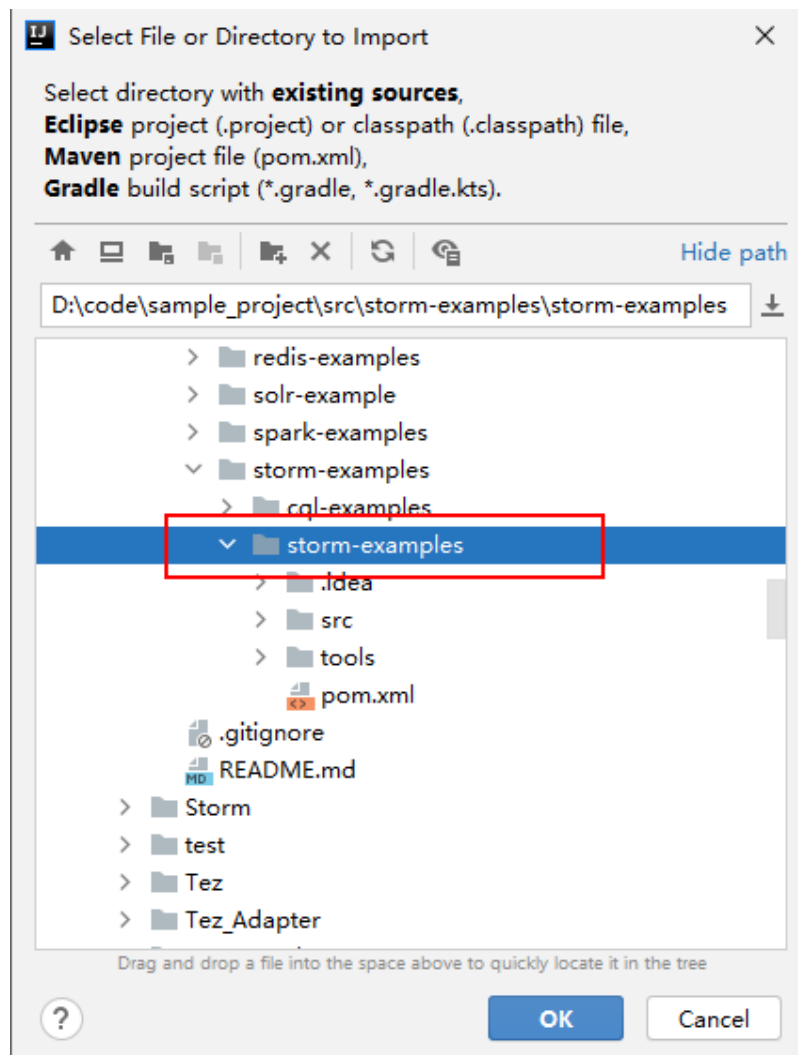 Select File or Directory to Import
Select directory with existing sources,
Eclipse project (.project) or classpath (.classpath) file,
Maven project file (pom.xml),
Gradle build script (*.gradle, *.gradle.kts).
Hide path
D:\code\sample_project\src\storm-examples\storm-examples
redis-examples
solr-example
spark-examples
storm-examples
cql-examples
storm-examples
.idea
src
tools
pom.xml
.gitignore
README.md
Storm
test
Tez
Tez_Adapter
Drag and drop a file into the space above to quickly locate it in the tree
? OK Cancel